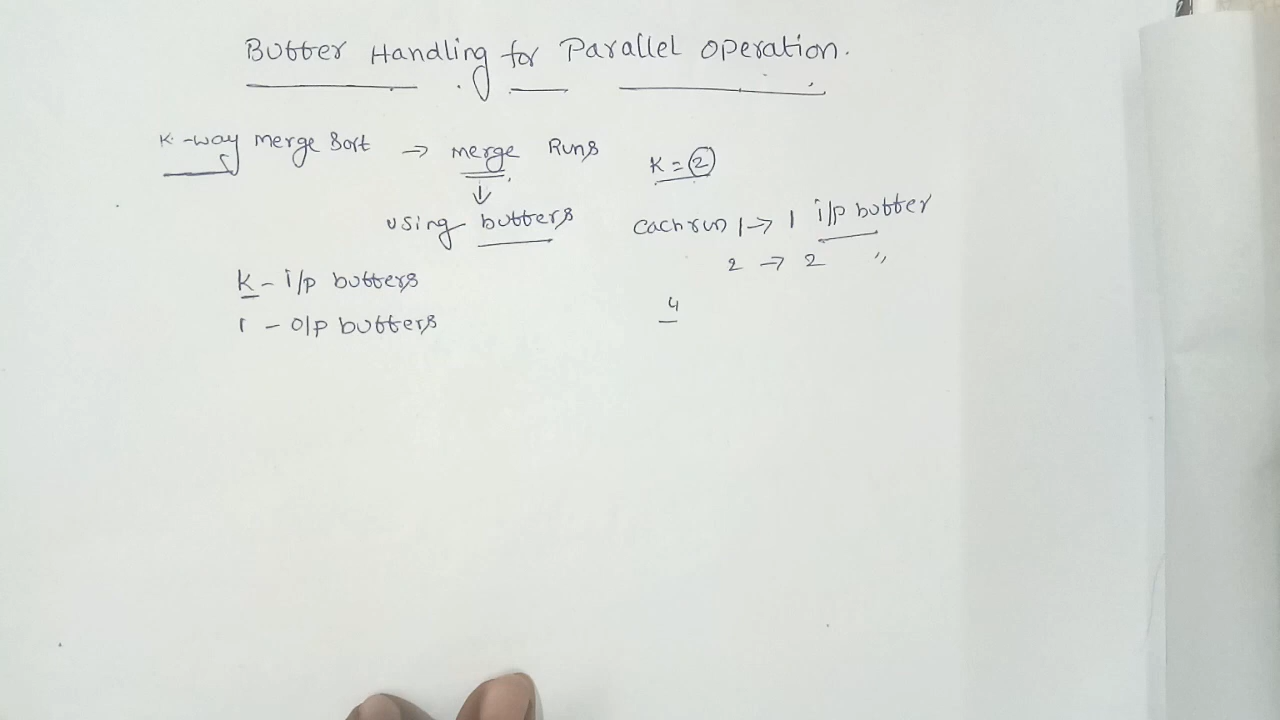 Buffer Handling for Parallel operation.
K-way merge Sort → merge Runs
K = 2
↓
using buffers
each run 1 → 1 i/p buffer
2 → 2 "
K - i/p buffers
1 - o/p buffers
4